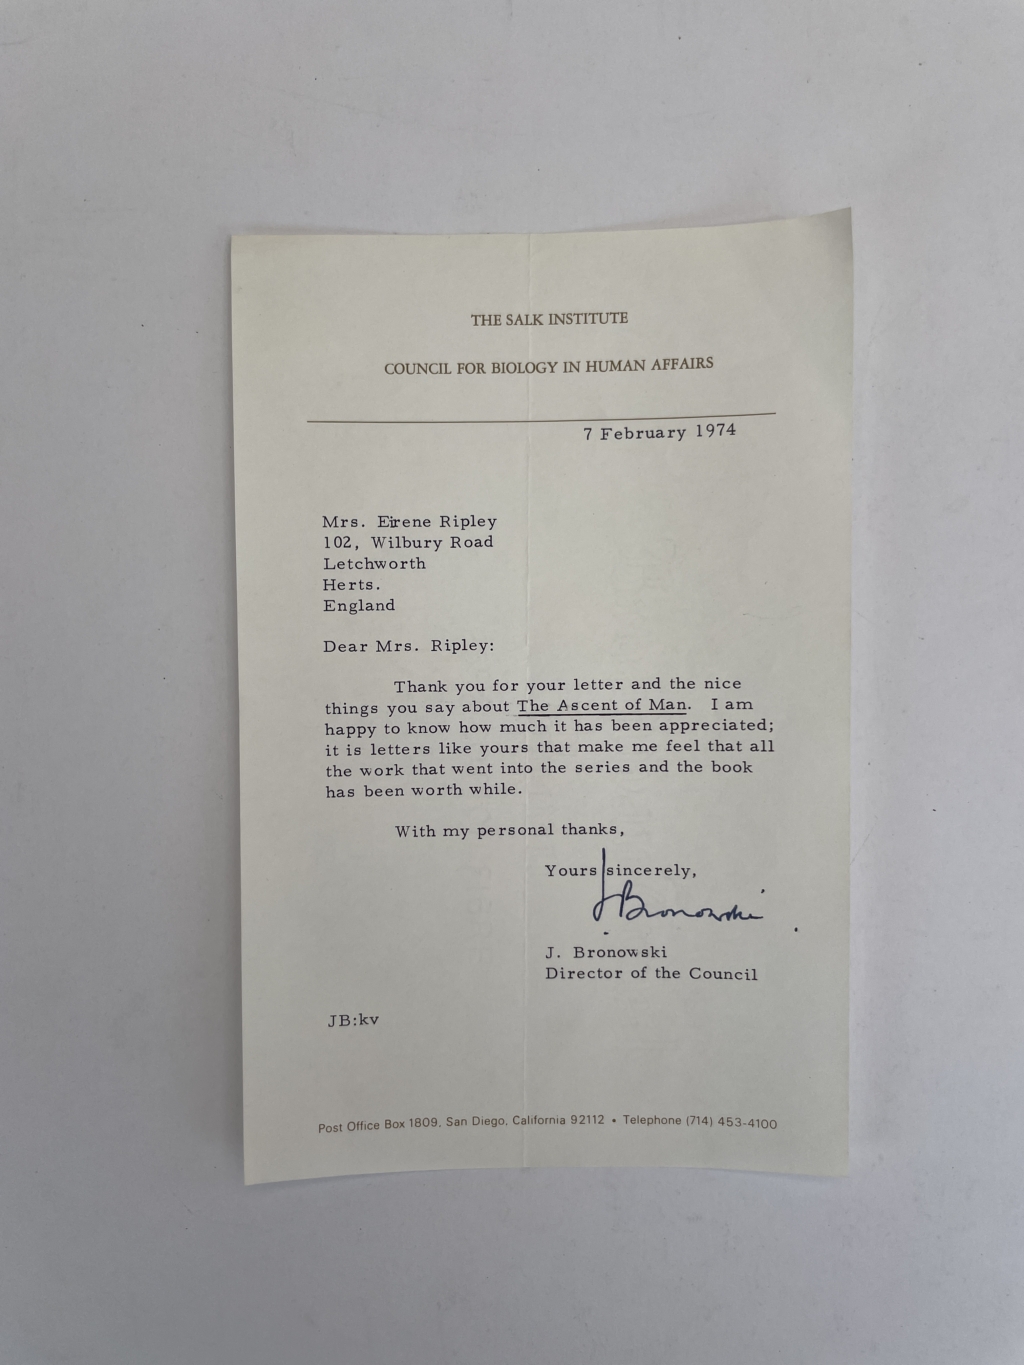 THE SALK INSTITUTE
COUNCIL FOR BIOLOGY IN HUMAN AFFAIRS
7 February 1974
Mrs. Eirene Ripley
102, Wilbury Road
Letchworth
Herts.
England
Dear Mrs. Ripley:
Thank you for your letter and the nice
things you say about The Ascent of Man. I am
happy to know how much it has been appreciated;
it is letters like yours that make me feel that all
the work that went into the series and the book
has been worth while.
With my personal thanks,
Yours sincerely,
J Bronowski
J. Bronowski
Director of the Council
JB:kv
Post Office Box 1809, San Diego, California 92112 • Telephone (714) 453-4100